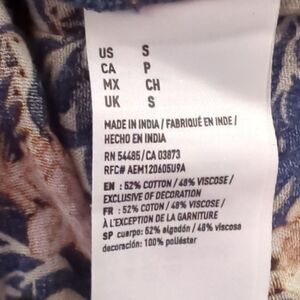 US S
CA P
MX CH
UK S
MADE IN INDIA / FABRIQUÉ EN INDE /
HECHO EN INDIA
RN 54485/CA 03873
RFC# AEM120605U9A
EN : 52% COTTON / 48% VISCOSE /
EXCLUSIVE OF DECORATION
FR : 52% COTON / 48% VISCOSE /
À L'EXCEPTION DE LA GARNITURE
SP cuerpo: 52% algodón / 48% viscosa
decoración: 100% poliéster